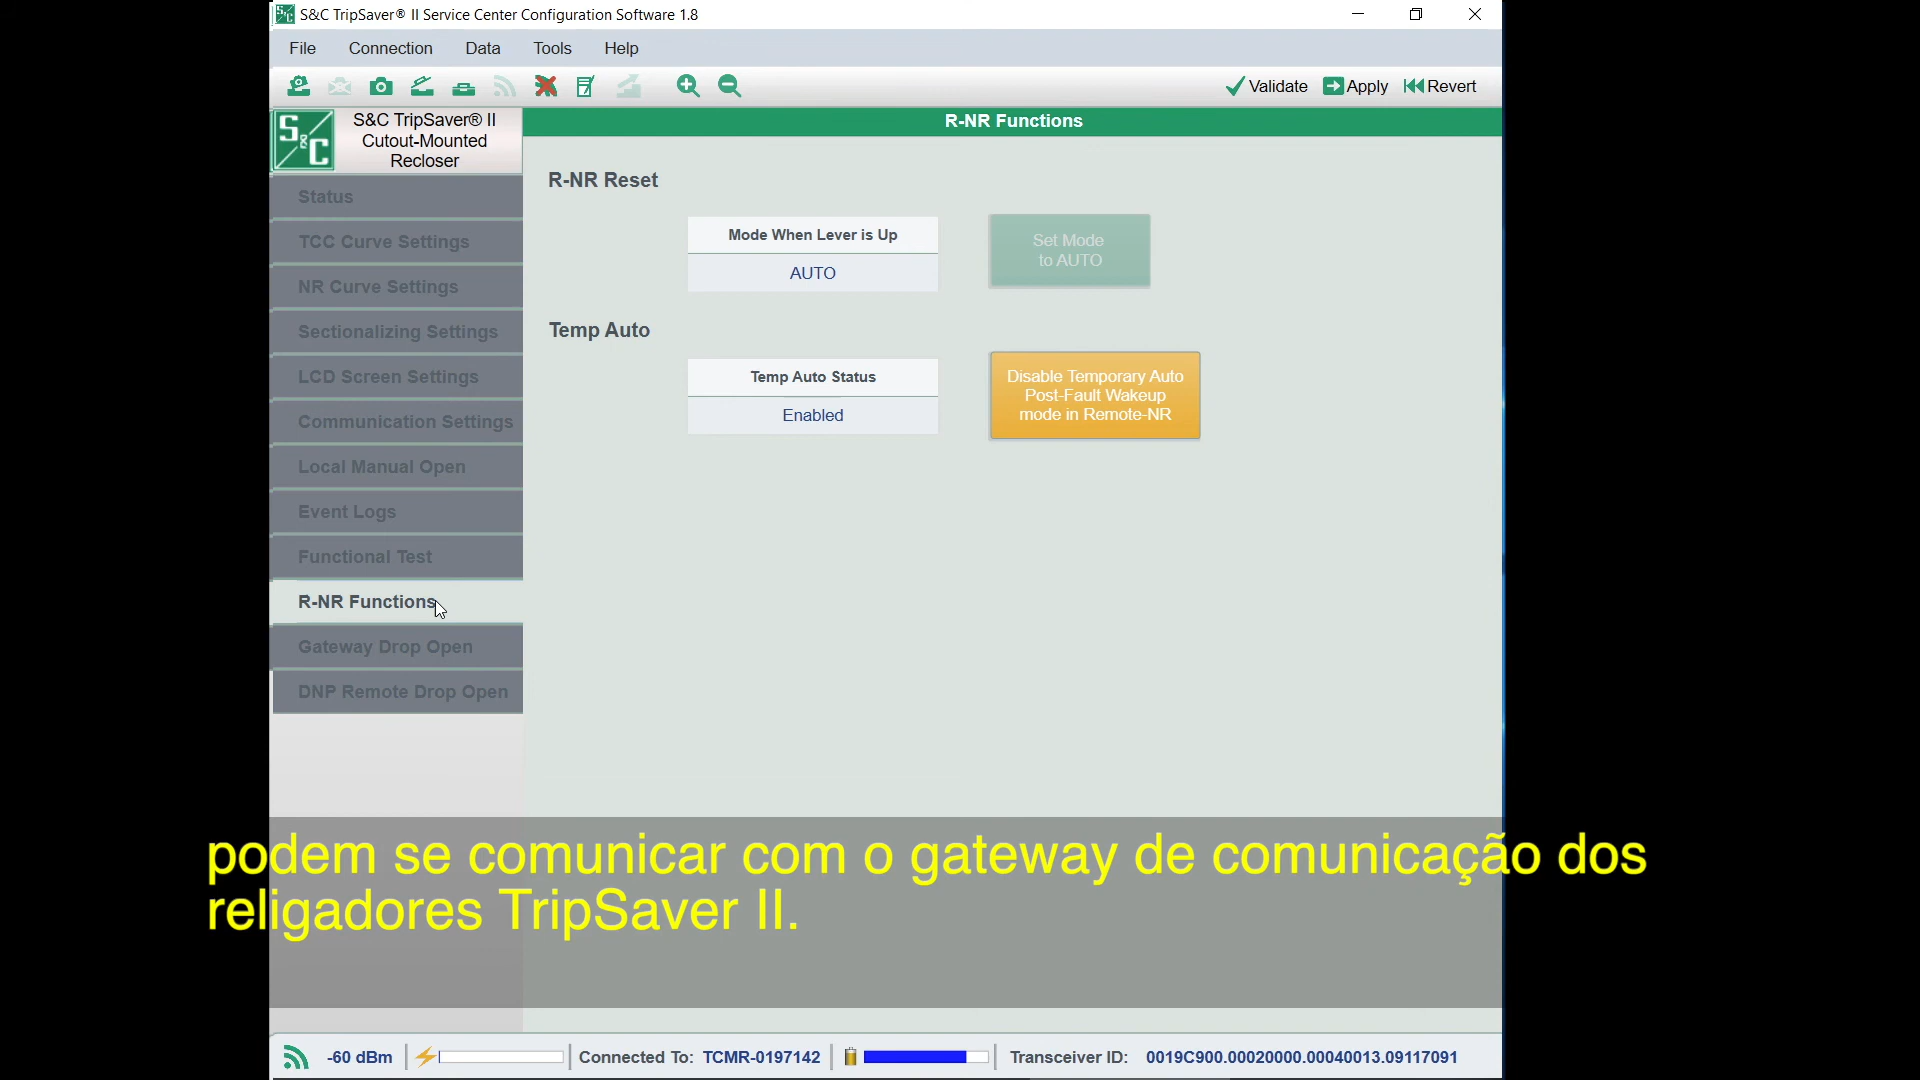 S&C TripSaver® II Service Center Configuration Software 1.8
File Connection Data Tools Help
Validate Apply Revert
S&C
S&C TripSaver® II
Cutout-Mounted
Recloser
Status
TCC Curve Settings
NR Curve Settings
Sectionalizing Settings
LCD Screen Settings
Communication Settings
Local Manual Open
Event Logs
Functional Test
R-NR Functions
Gateway Drop Open
DNP Remote Drop Open
R-NR Functions
R-NR Reset
Mode When Lever is Up
AUTO
Set Mode
to AUTO
Temp Auto
Temp Auto Status
Enabled
Disable Temporary Auto
Post-Fault Wakeup
mode in Remote-NR
podem se comunicar com o gateway de comunicação dos
religadores TripSaver II.
-60 dBm Connected To: TCMR-0197142 Transceiver ID: 0019C900.00020000.00040013.09117091